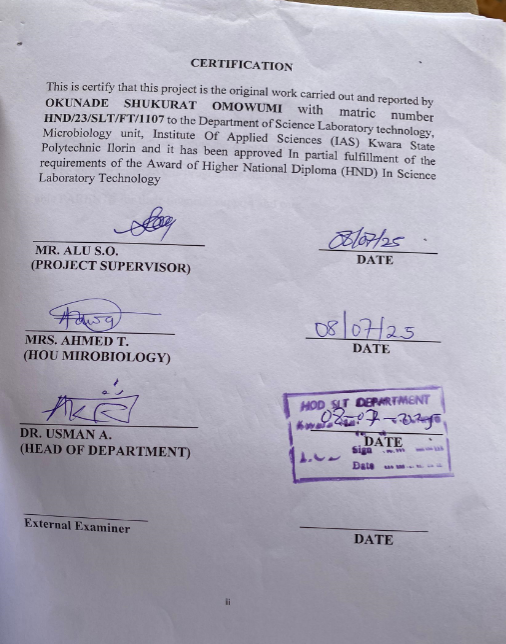 CERTIFICATION
This is certify that this project is the original work carried out and reported by
OKUNADE SHUKURAT OMOWUMI with matric number
HND/23/SLT/FT/1107 to the Department of Science Laboratory technology,
Microbiology unit, Institute Of Applied Sciences (IAS) Kwara State
Polytechnic Ilorin and it has been approved In partial fulfillment of the
requirements of the Award of Higher National Diploma (HND) In Science
Laboratory Technology
08/07/25
MR. ALU S.O.
DATE
(PROJECT SUPERVISOR)
08/07/25
MRS. AHMED T.
DATE
(HOU MIROBIOLOGY)
HOD SLT DEPARTMENT
DR. USMAN A.
DATE
(HEAD OF DEPARTMENT)
Sign
Date
External Examiner
DATE
ii